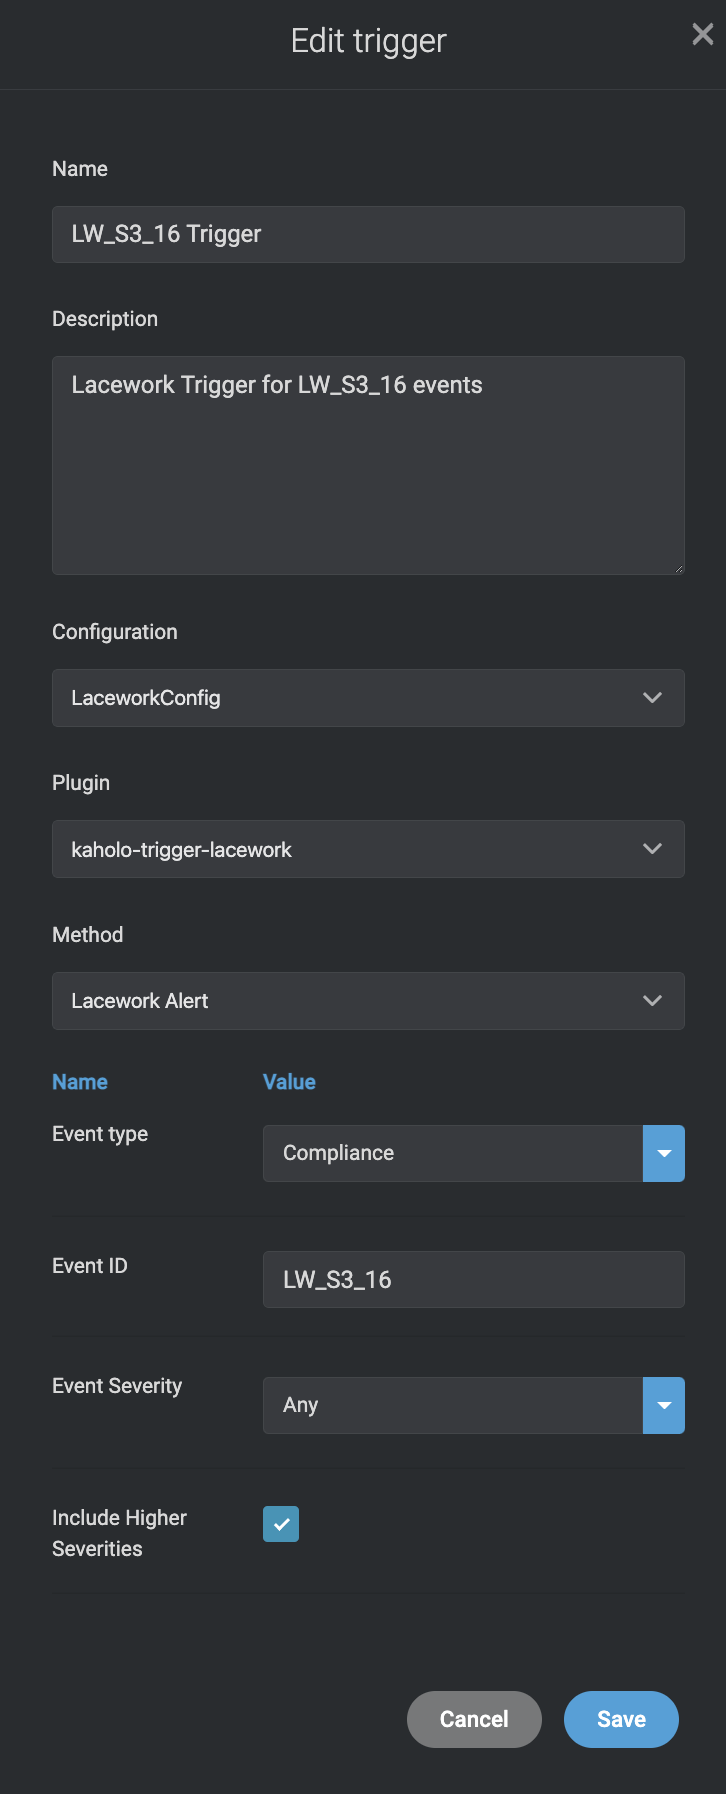 Edit trigger
Name
LW_S3_16 Trigger
Description
Lacework Trigger for LW_S3_16 events
Configuration
LaceworkConfig
Plugin
kaholo-trigger-lacework
Method
Lacework Alert
Name Value
Event type Compliance
Event ID LW_S3_16
Event Severity Any
Include Higher
Severities
Cancel Save